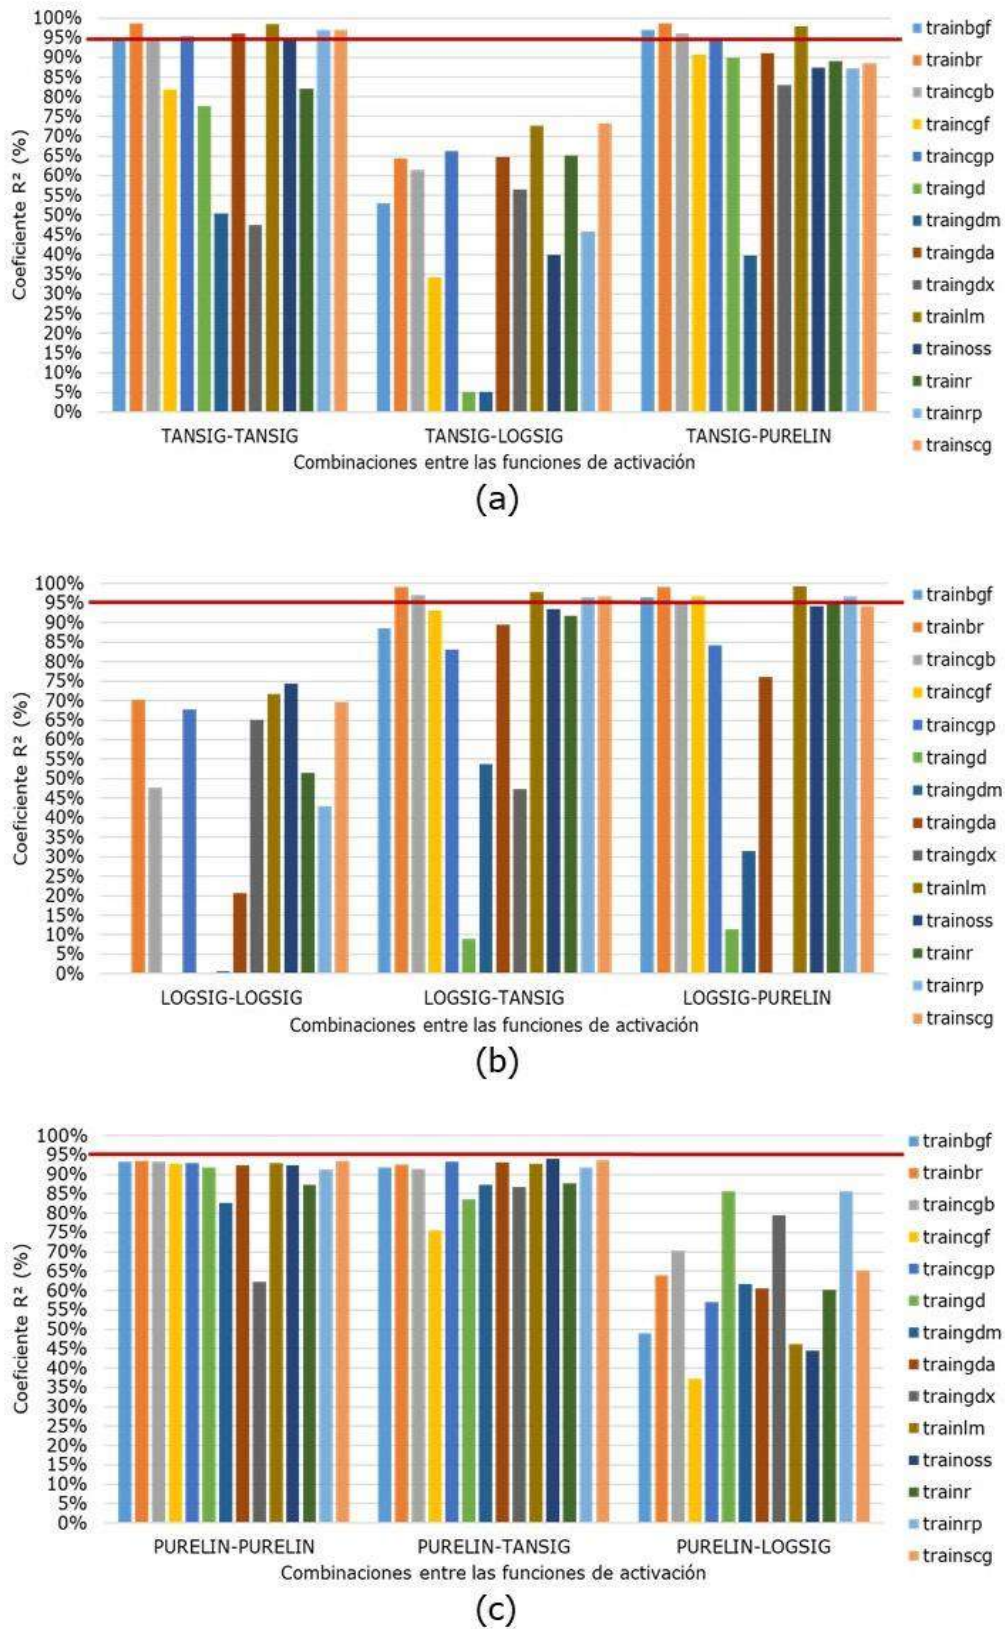 100%
95%
90%
85%
80%
75%
70%
65%
60%
55%
50%
45%
40%
35%
30%
25%
20%
15%
10%
5%
0%
Coeficiente R² (%)
TANSIG-TANSIG TANSIG-LOGSIG TANSIG-PURELIN
Combinaciones entre las funciones de activación
trainbgf
trainbr
traincgb
traincgf
traincgp
traingd
traingdm
traingda
traingdx
trainlm
trainoss
trainr
trainrp
trainscg
(a)
100%
95%
90%
85%
80%
75%
70%
65%
60%
55%
50%
45%
40%
35%
30%
25%
20%
15%
10%
5%
0%
Coeficiente R² (%)
LOGSIG-LOGSIG LOGSIG-TANSIG LOGSIG-PURELIN
Combinaciones entre las funciones de activación
trainbgf
trainbr
traincgb
traincgf
traincgp
traingd
traingdm
traingda
traingdx
trainlm
trainoss
trainr
trainrp
trainscg
(b)
100%
95%
90%
85%
80%
75%
70%
65%
60%
55%
50%
45%
40%
35%
30%
25%
20%
15%
10%
5%
0%
Coeficiente R² (%)
PURELIN-PURELIN PURELIN-TANSIG PURELIN-LOGSIG
Combinaciones entre las funciones de activación
trainbgf
trainbr
traincgb
traincgf
traincgp
traingd
traingdm
traingda
traingdx
trainlm
trainoss
trainr
trainrp
trainscg
(c)